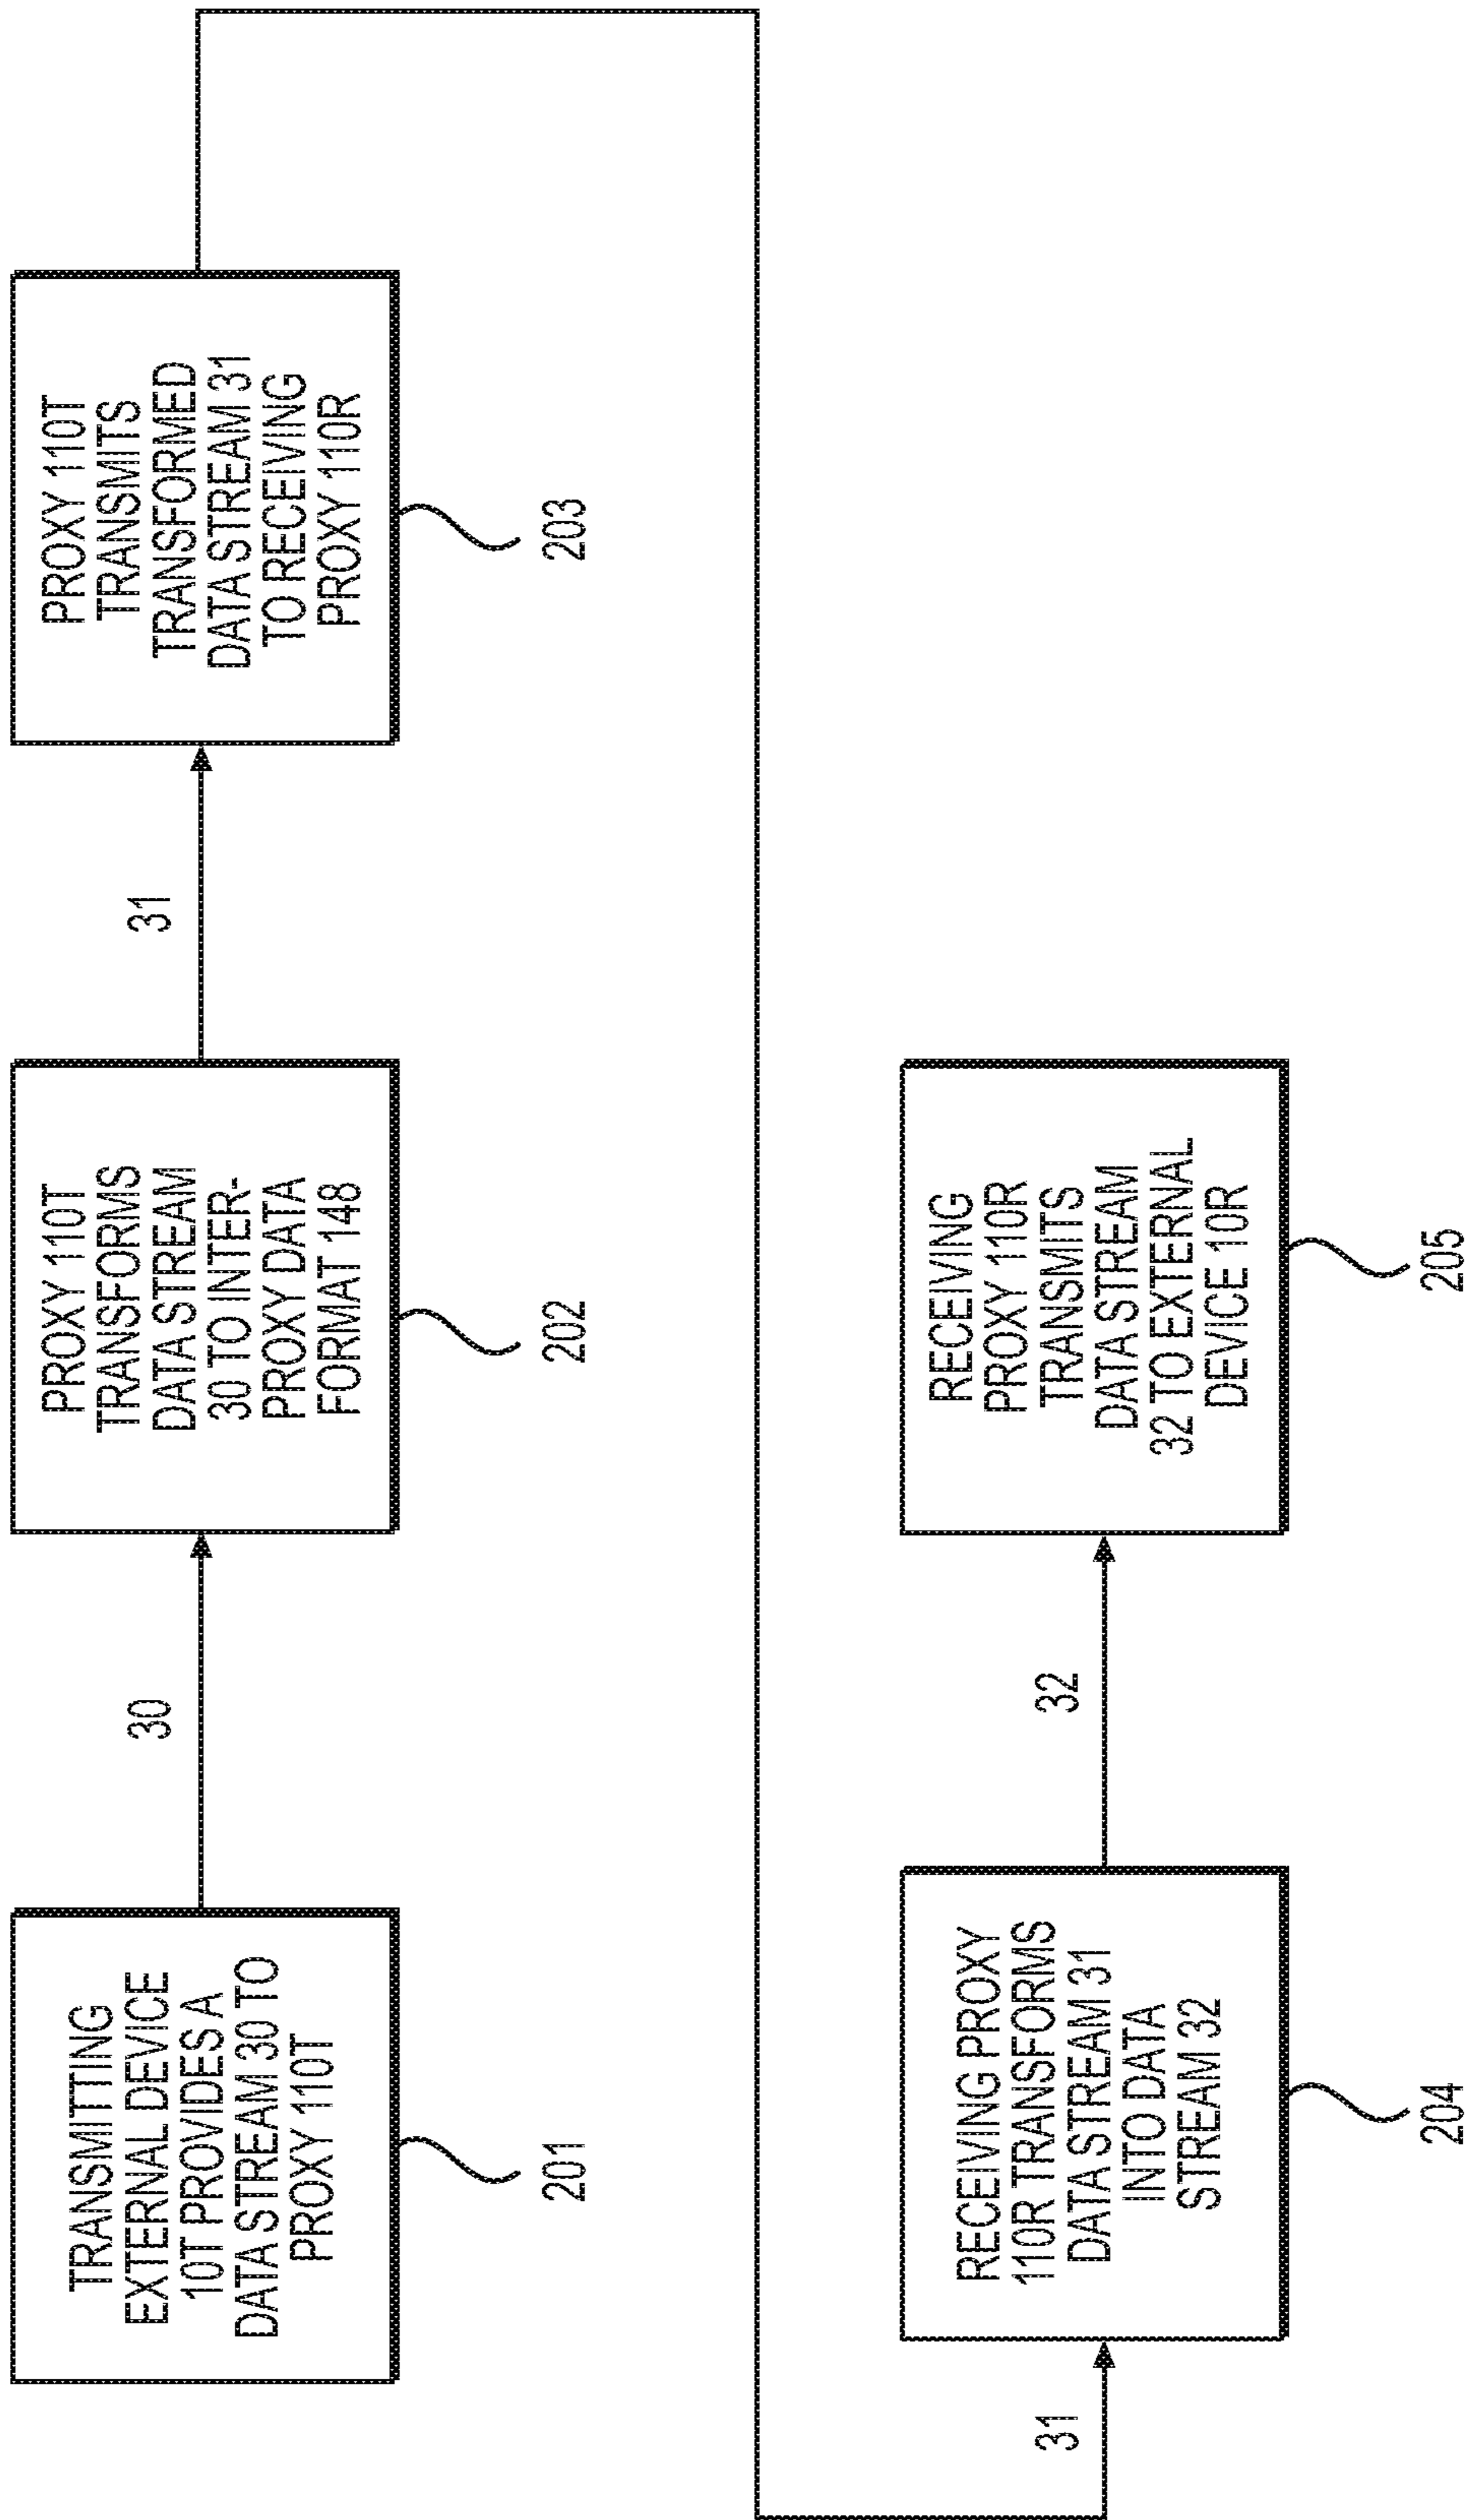 TRANSMITTING
EXTERNAL DEVICE
10T PROVIDES A
DATA STREAM 30 TO
PROXY 110T
201
30
PROXY 110T
TRANSFORMS
DATA STREAM
30 TO INTER-
PROXY DATA
FORMAT 148
202
31
PROXY 110T
TRANSMITS
TRANSFORMED
DATA STREAM 31
TO RECEIVING
PROXY 110R
203
31
RECEIVING PROXY
110R TRANSFORMS
DATA STREAM 31
INTO DATA
STREAM 32
204
32
RECEIVING
PROXY 110R
TRANSMITS
DATA STREAM
32 TO EXTERNAL
DEVICE 10R
205